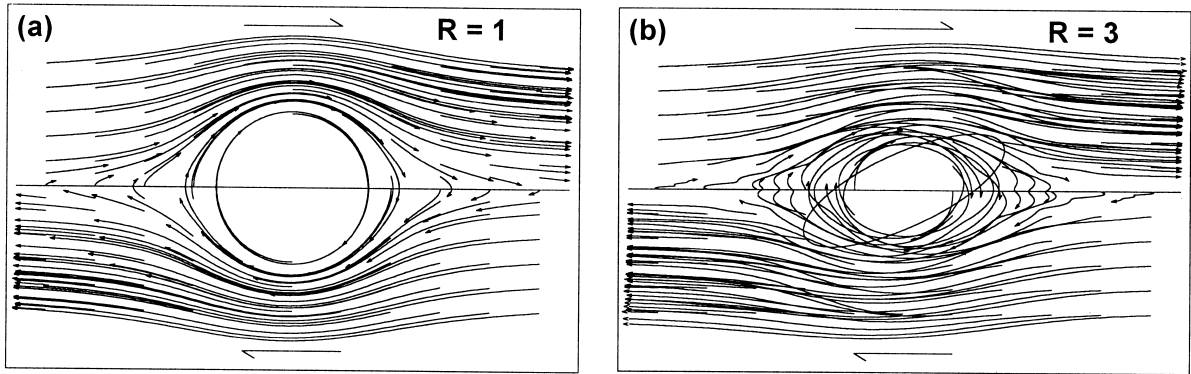 (a) R = 1
(b) R = 3